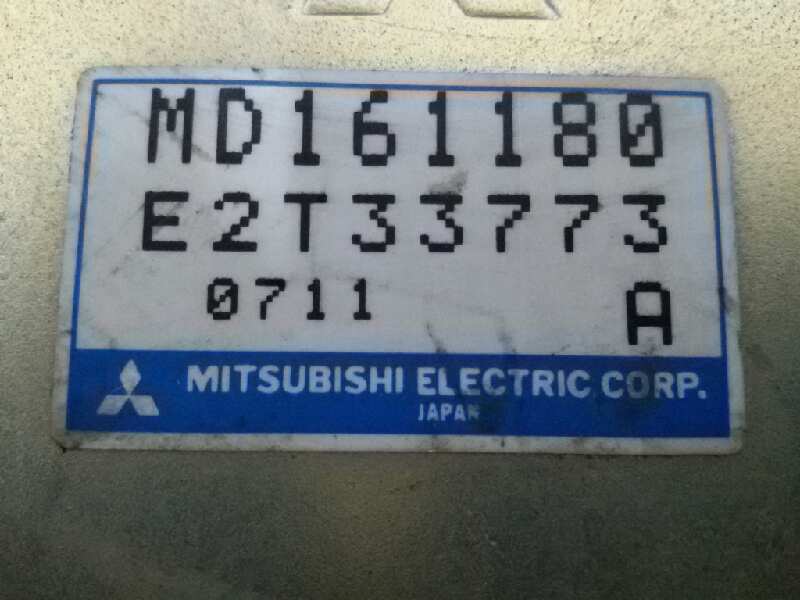 MD161180
E2T33773
0711 A
MITSUBISHI ELECTRIC CORP.
JAPAN